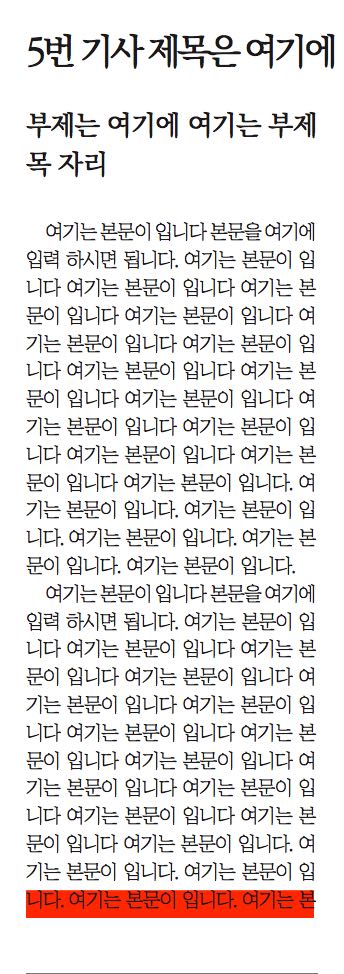 5번 기사 제목은 여기에
부제는 여기에 여기는 부제
목 자리
여기는 본문이 입니다 본문을 여기에
입력 하시면 됩니다. 여기는 본문이 입
니다 여기는 본문이 입니다 여기는 본
문이 입니다 여기는 본문이 입니다 여
기는 본문이 입니다 여기는 본문이 입
니다 여기는 본문이 입니다 여기는 본
문이 입니다 여기는 본문이 입니다 여
기는 본문이 입니다 여기는 본문이 입
니다 여기는 본문이 입니다 여기는 본
문이 입니다 여기는 본문이 입니다. 여
기는 본문이 입니다. 여기는 본문이 입
니다. 여기는 본문이 입니다. 여기는 본
문이 입니다. 여기는 본문이 입니다.
여기는 본문이 입니다 본문을 여기에
입력 하시면 됩니다. 여기는 본문이 입
니다 여기는 본문이 입니다 여기는 본
문이 입니다 여기는 본문이 입니다 여
기는 본문이 입니다 여기는 본문이 입
니다 여기는 본문이 입니다 여기는 본
문이 입니다 여기는 본문이 입니다 여
기는 본문이 입니다 여기는 본문이 입
니다 여기는 본문이 입니다 여기는 본
문이 입니다 여기는 본문이 입니다. 여
기는 본문이 입니다. 여기는 본문이 입
니다. 여기는 본문이 입니다. 여기는 본